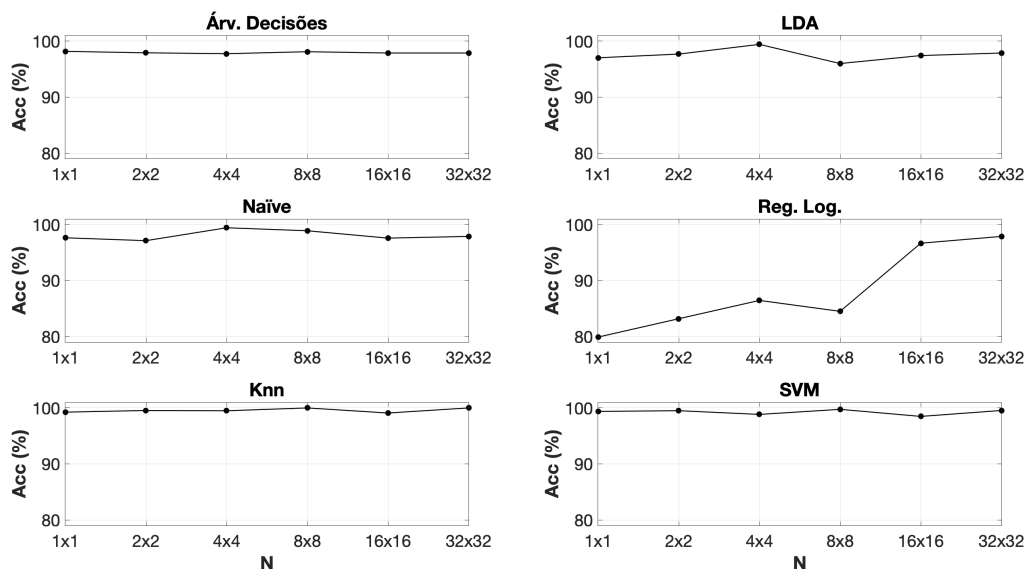 Árv. Decisões
Acc (%)
100
90
80
1x1 2x2 4x4 8x8 16x16 32x32
LDA
Acc (%)
100
90
80
1x1 2x2 4x4 8x8 16x16 32x32
Naïve
Acc (%)
100
90
80
1x1 2x2 4x4 8x8 16x16 32x32
Reg. Log.
Acc (%)
100
90
80
1x1 2x2 4x4 8x8 16x16 32x32
Knn
Acc (%)
100
90
80
1x1 2x2 4x4 8x8 16x16 32x32
N
SVM
Acc (%)
100
90
80
1x1 2x2 4x4 8x8 16x16 32x32
N